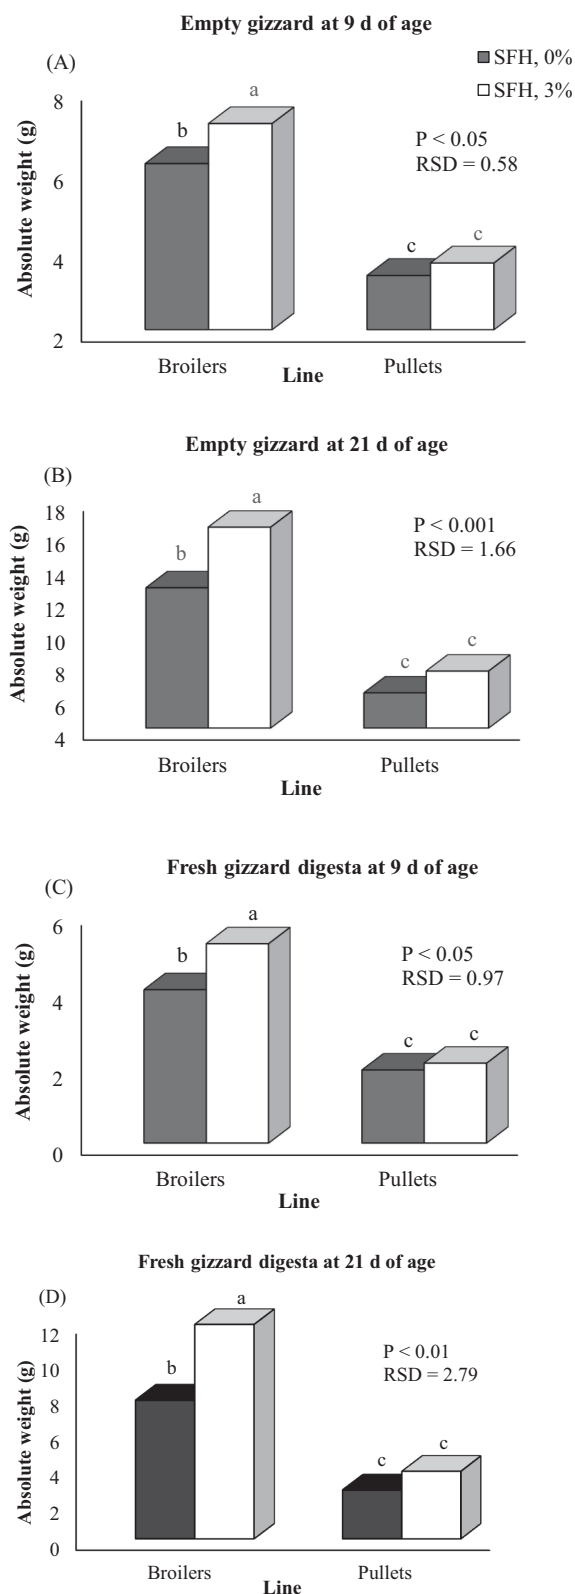 Empty gizzard at 9 d of age
(A)
SFH, 0%
SFH, 3%
8
6
4
2
Absolute weight (g)
b
a
c
c
P < 0.05
RSD = 0.58
Broilers
Pullets
Line
Empty gizzard at 21 d of age
(B)
18
16
14
12
10
8
6
4
Absolute weight (g)
b
a
c
c
P < 0.001
RSD = 1.66
Broilers
Pullets
Line
Fresh gizzard digesta at 9 d of age
(C)
6
4
2
0
Absolute weight (g)
b
a
c
c
P < 0.05
RSD = 0.97
Broilers
Pullets
Line
Fresh gizzard digesta at 21 d of age
(D)
12
10
8
6
4
2
0
Absolute weight (g)
b
a
c
c
P < 0.01
RSD = 2.79
Broilers
Pullets
Line